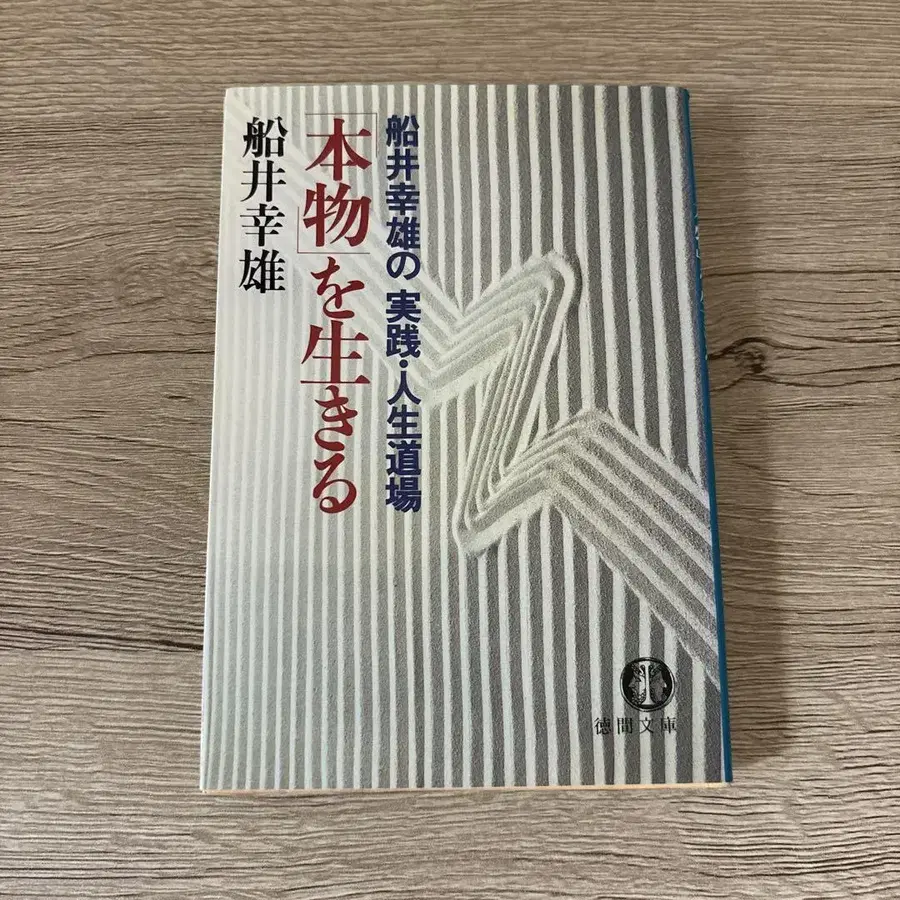 船井幸雄の 実践・人生道場
「本物」を生きる
船井幸雄
徳間文庫